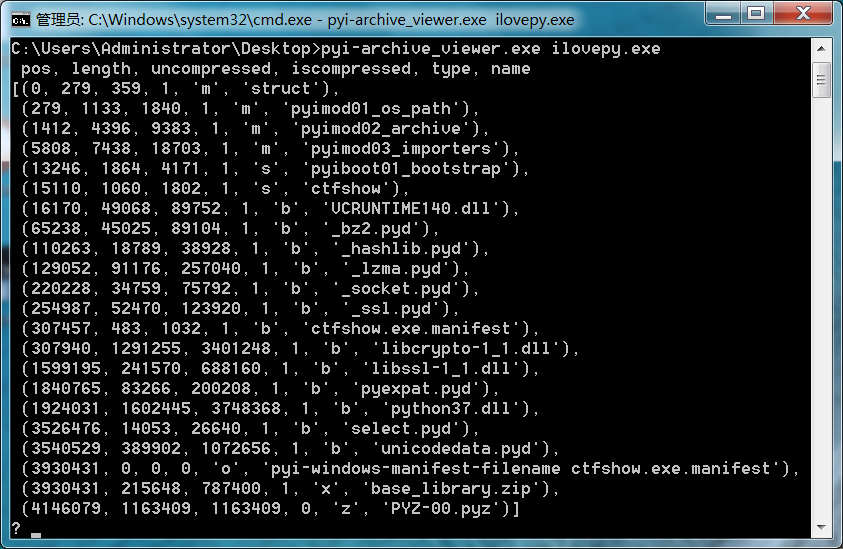 管理员: C:\Windows\system32\cmd.exe - pyi-archive_viewer.exe ilovepy.exe
C:\Users\Administrator\Desktop>pyi-archive_viewer.exe ilovepy.exe
 pos, length, uncompressed, iscompressed, type, name
[(0, 279, 359, 1, 'm', 'struct'),
 (279, 1133, 1840, 1, 'm', 'pyimod01_os_path'),
 (1412, 4396, 9383, 1, 'm', 'pyimod02_archive'),
 (5808, 7438, 18703, 1, 'm', 'pyimod03_importers'),
 (13246, 1864, 4171, 1, 's', 'pyiboot01_bootstrap'),
 (15110, 1060, 1802, 1, 's', 'ctfshow'),
 (16170, 49068, 89752, 1, 'b', 'VCRUNTIME140.dll'),
 (65238, 45025, 89104, 1, 'b', '_bz2.pyd'),
 (110263, 18789, 38928, 1, 'b', '_hashlib.pyd'),
 (129052, 91176, 257040, 1, 'b', '_lzma.pyd'),
 (220228, 34759, 75792, 1, 'b', '_socket.pyd'),
 (254987, 52470, 123920, 1, 'b', '_ssl.pyd'),
 (307457, 483, 1032, 1, 'b', 'ctfshow.exe.manifest'),
 (307940, 1291255, 3401248, 1, 'b', 'libcrypto-1_1.dll'),
 (1599195, 241570, 688160, 1, 'b', 'libssl-1_1.dll'),
 (1840765, 83266, 200208, 1, 'b', 'pyexpat.pyd'),
 (1924031, 1602445, 3748368, 1, 'b', 'python37.dll'),
 (3526476, 14053, 26640, 1, 'b', 'select.pyd'),
 (3540529, 389902, 1072656, 1, 'b', 'unicodedata.pyd'),
 (3930431, 0, 0, 0, 'o', 'pyi-windows-manifest-filename ctfshow.exe.manifest'),
 (3930431, 215648, 787400, 1, 'x', 'base_library.zip'),
 (4146079, 1163409, 1163409, 0, 'z', 'PYZ-00.pyz')]
? _